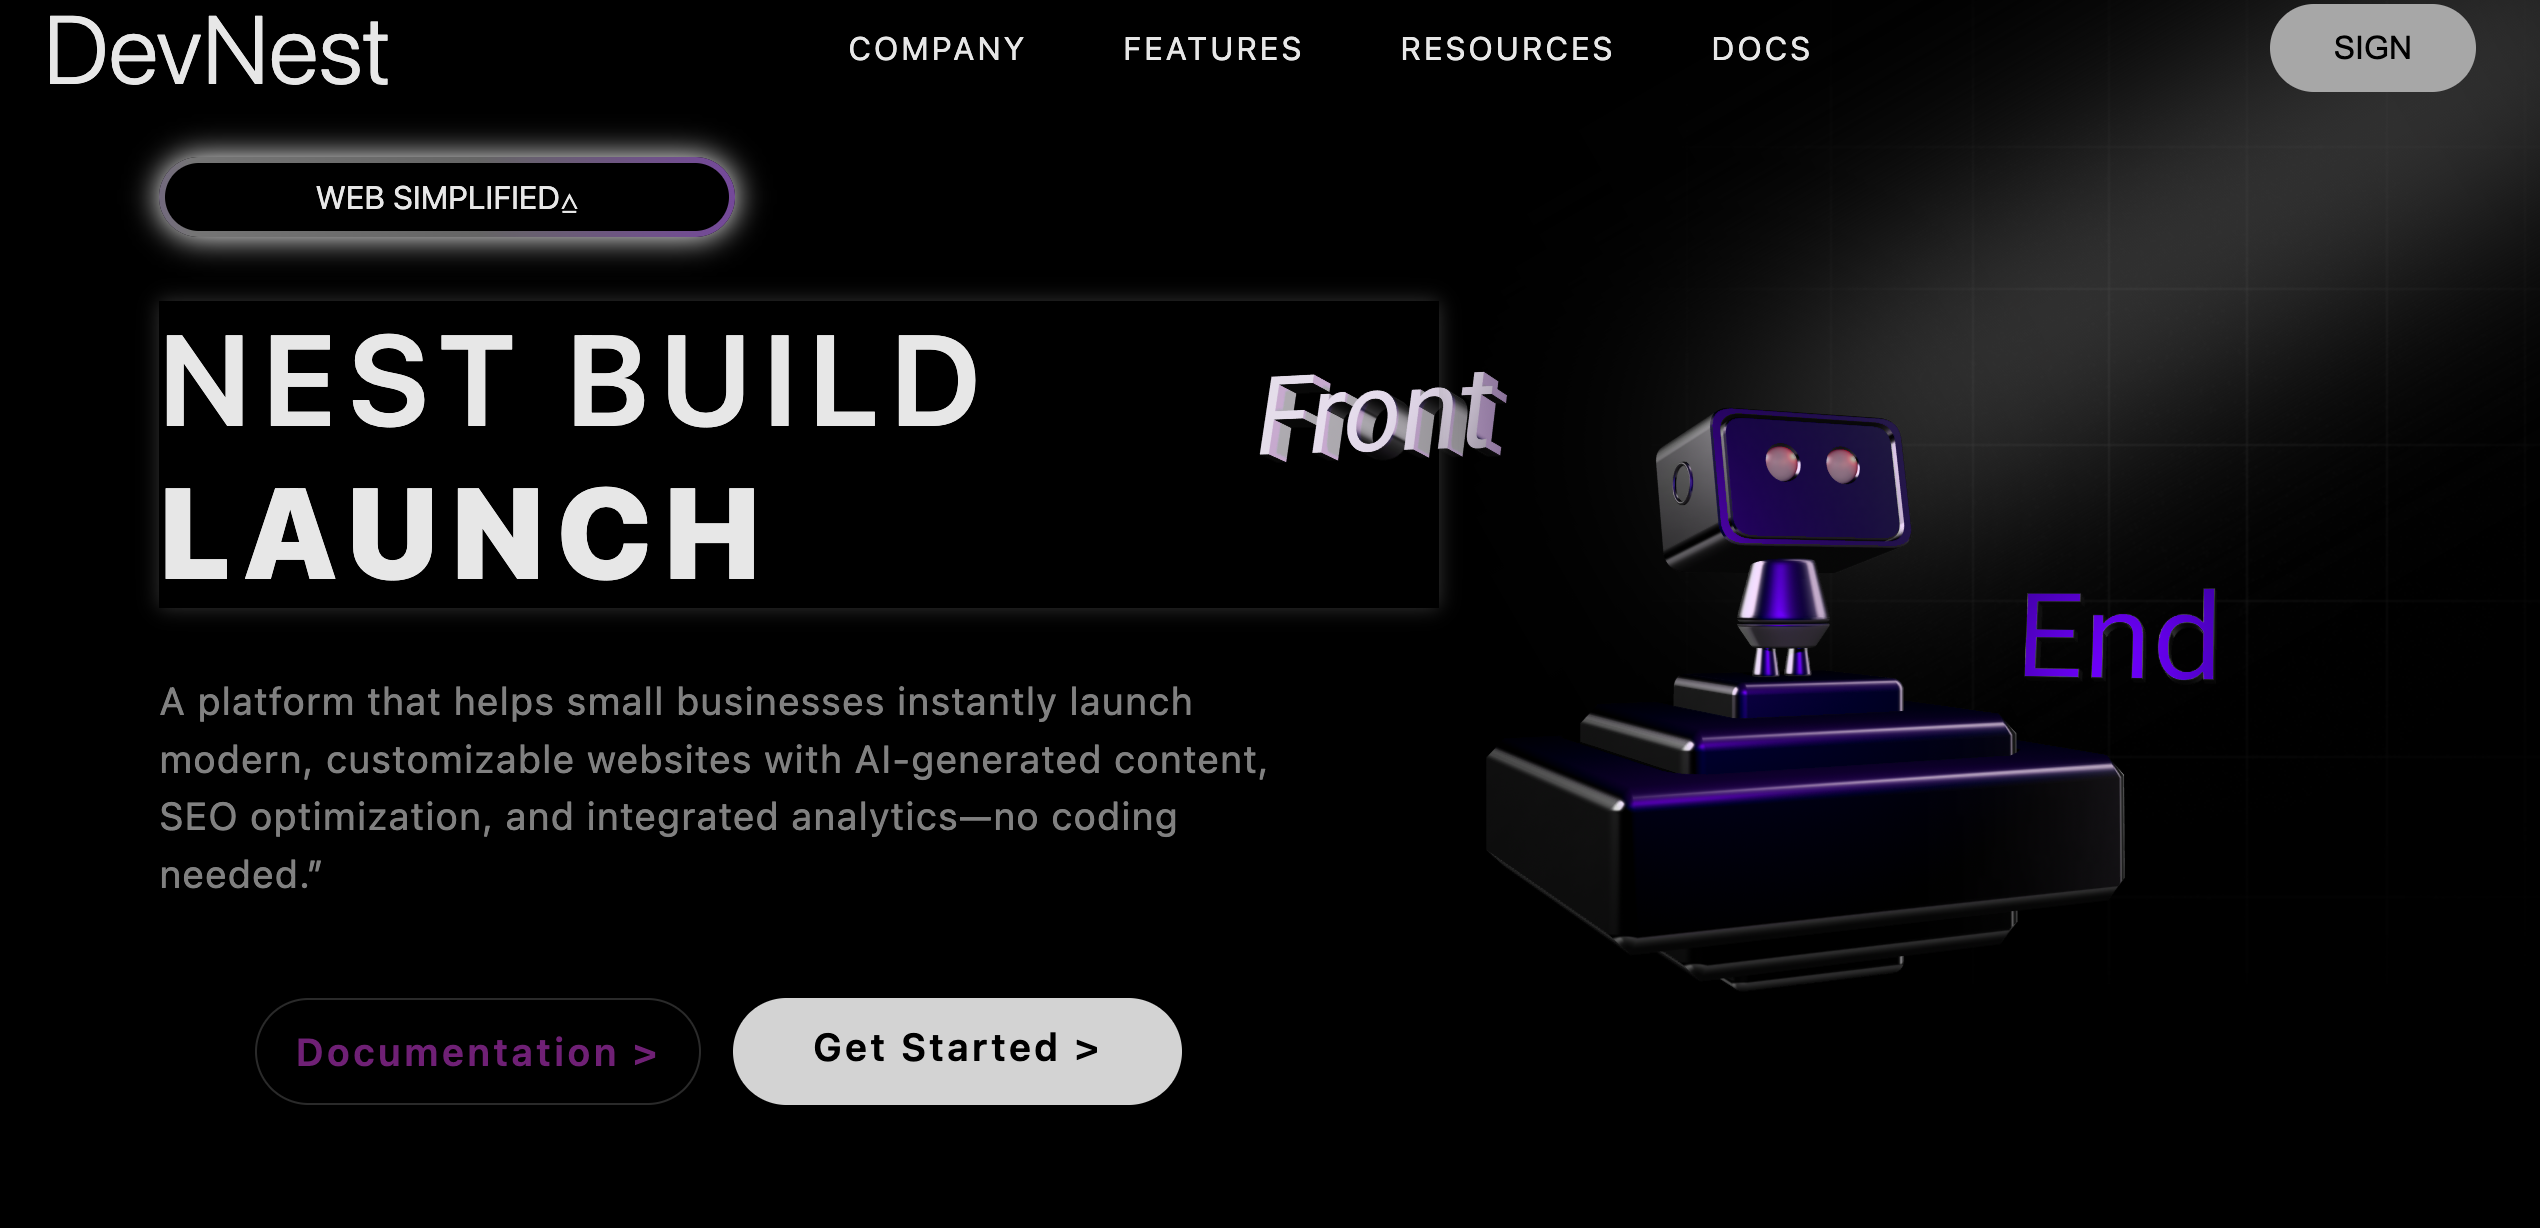 DevNest
COMPANY FEATURES RESOURCES DOCS
SIGN
WEB SIMPLIFIED⩠
NEST BUILD
LAUNCH
Front
End
A platform that helps small businesses instantly launch
modern, customizable websites with AI-generated content,
SEO optimization, and integrated analytics—no coding
needed.”
Documentation >
Get Started >